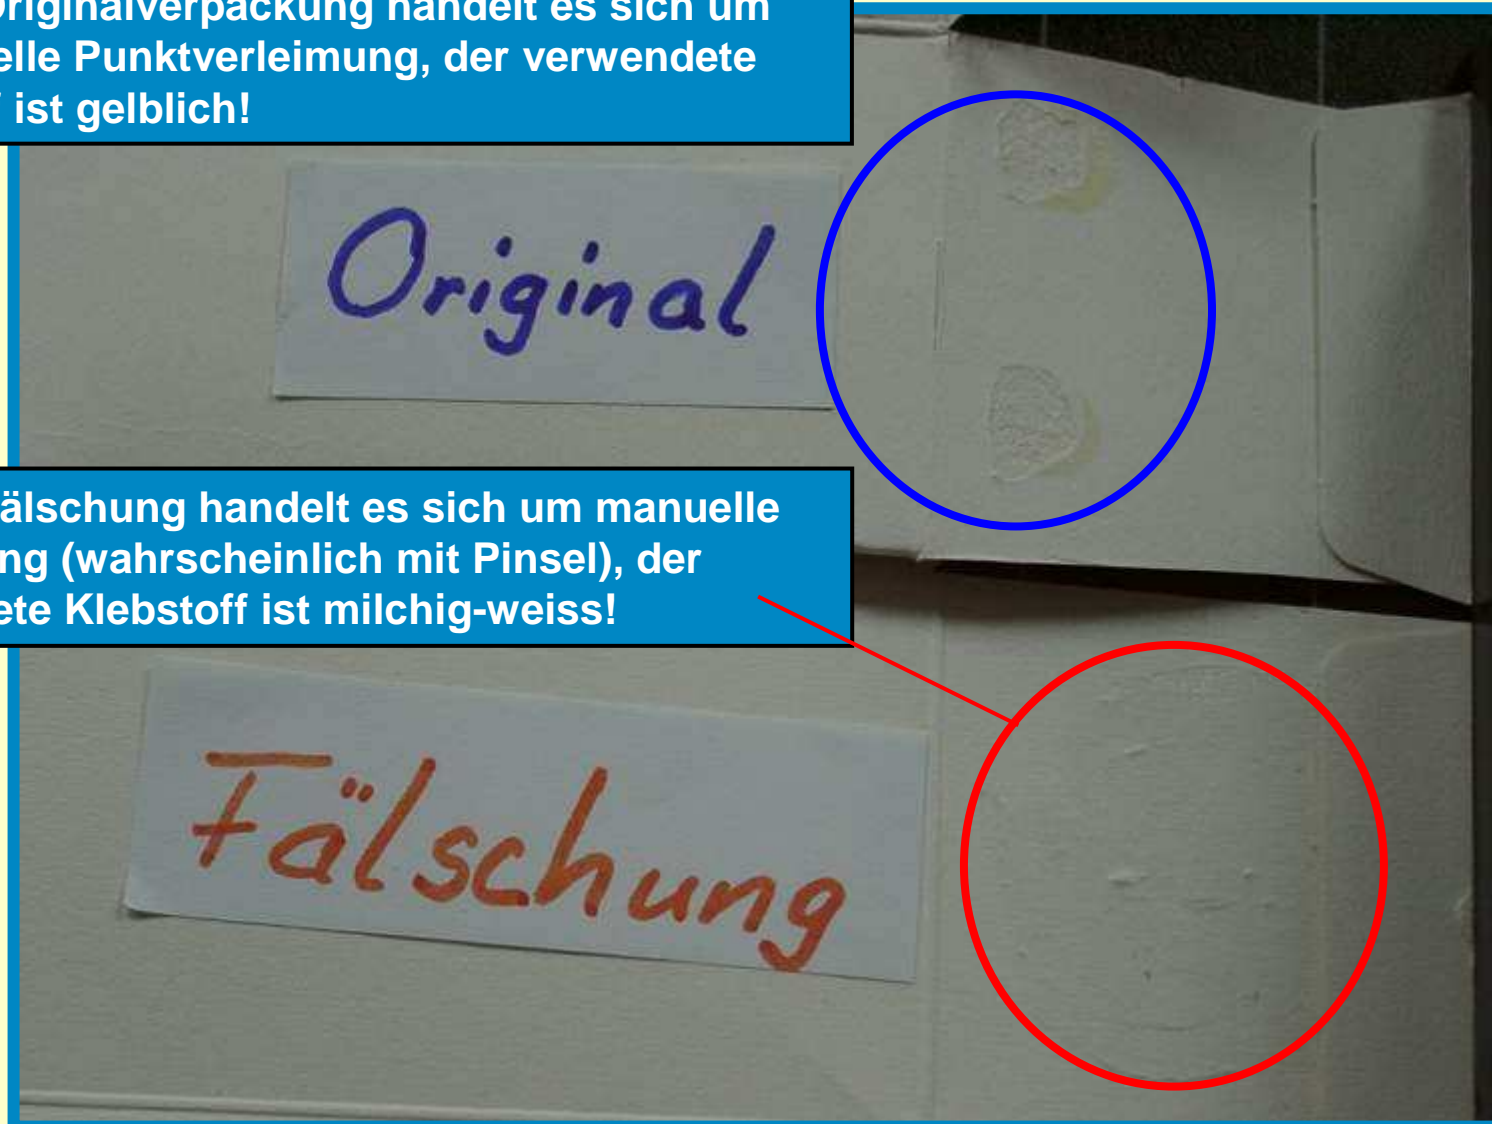 Originalverpackung handelt es sich um
elle Punktverleimung, der verwendete
ist gelblich!
Original
älschung handelt es sich um manuelle
ng (wahrscheinlich mit Pinsel), der
ete Klebstoff ist milchig-weiss!
Fälschung